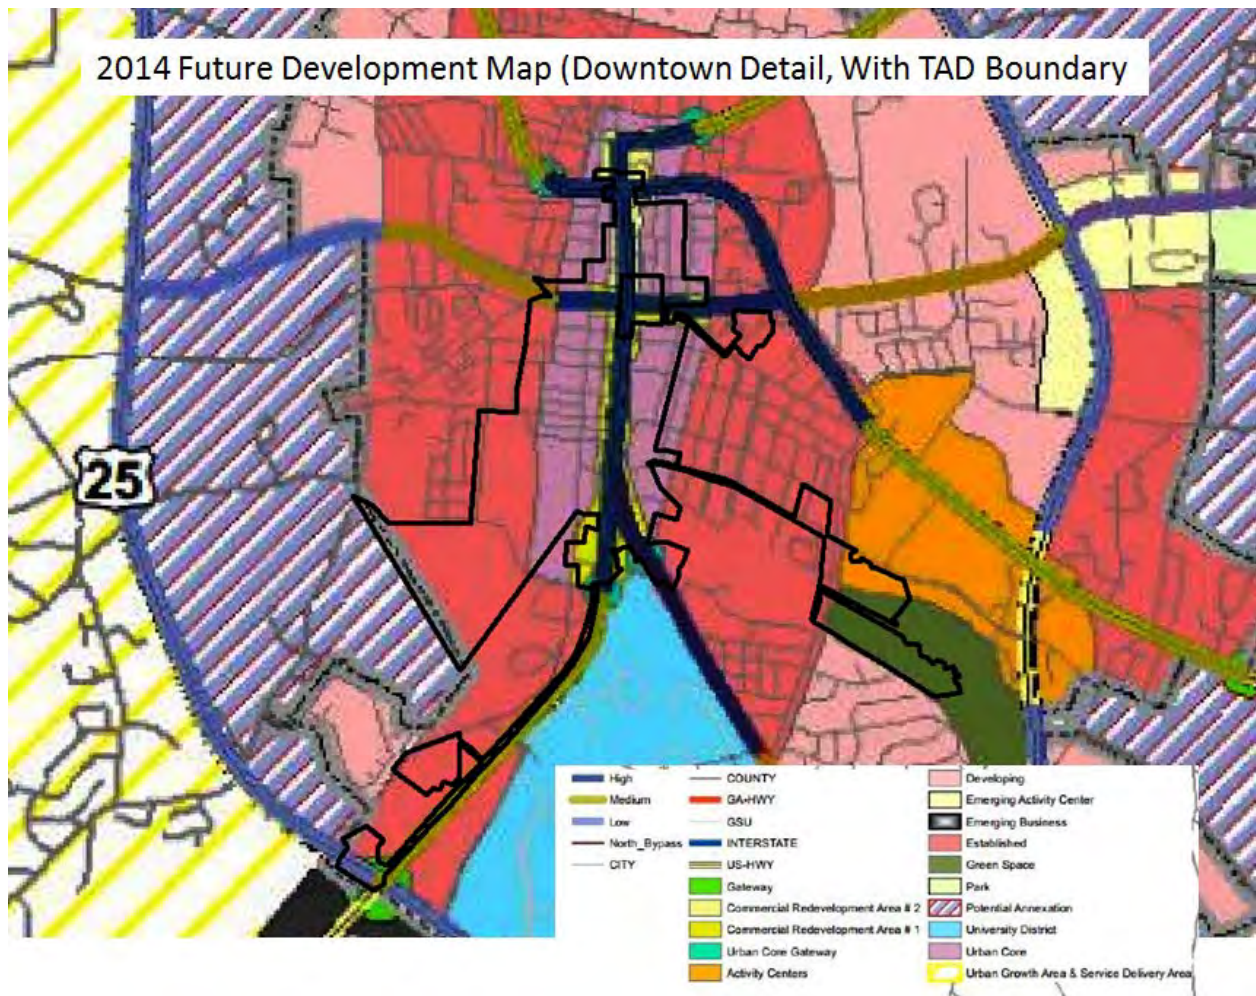 2014 Future Development Map (Downtown Detail, With TAD Boundary
25
High
Medium
Low
North_Bypass
CITY
COUNTY
GA-HWY
GSU
INTERSTATE
US-HWY
Gateway
Commercial Redevelopment Area # 2
Commercial Redevelopment Area # 1
Urban Core Gateway
Activity Centers
Developing
Emerging Activity Center
Emerging Business
Established
Green Space
Park
Potential Annexation
University District
Urban Core
Urban Growth Area & Service Delivery Area